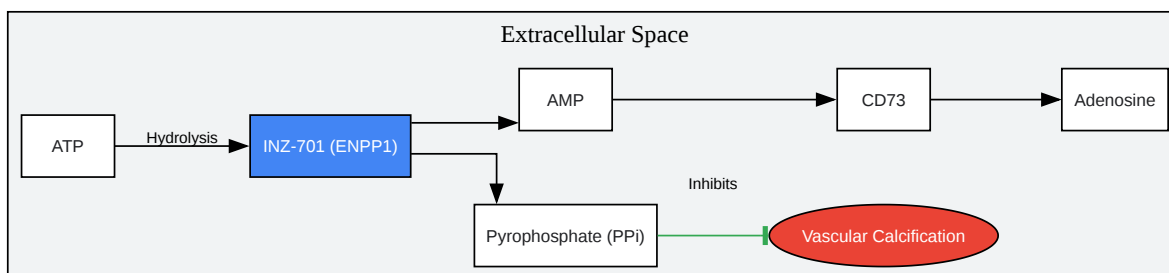 Extracellular Space
ATP
Hydrolysis
INZ-701 (ENPP1)
AMP
CD73
Adenosine
Pyrophosphate (PPi)
Inhibits
Vascular Calcification